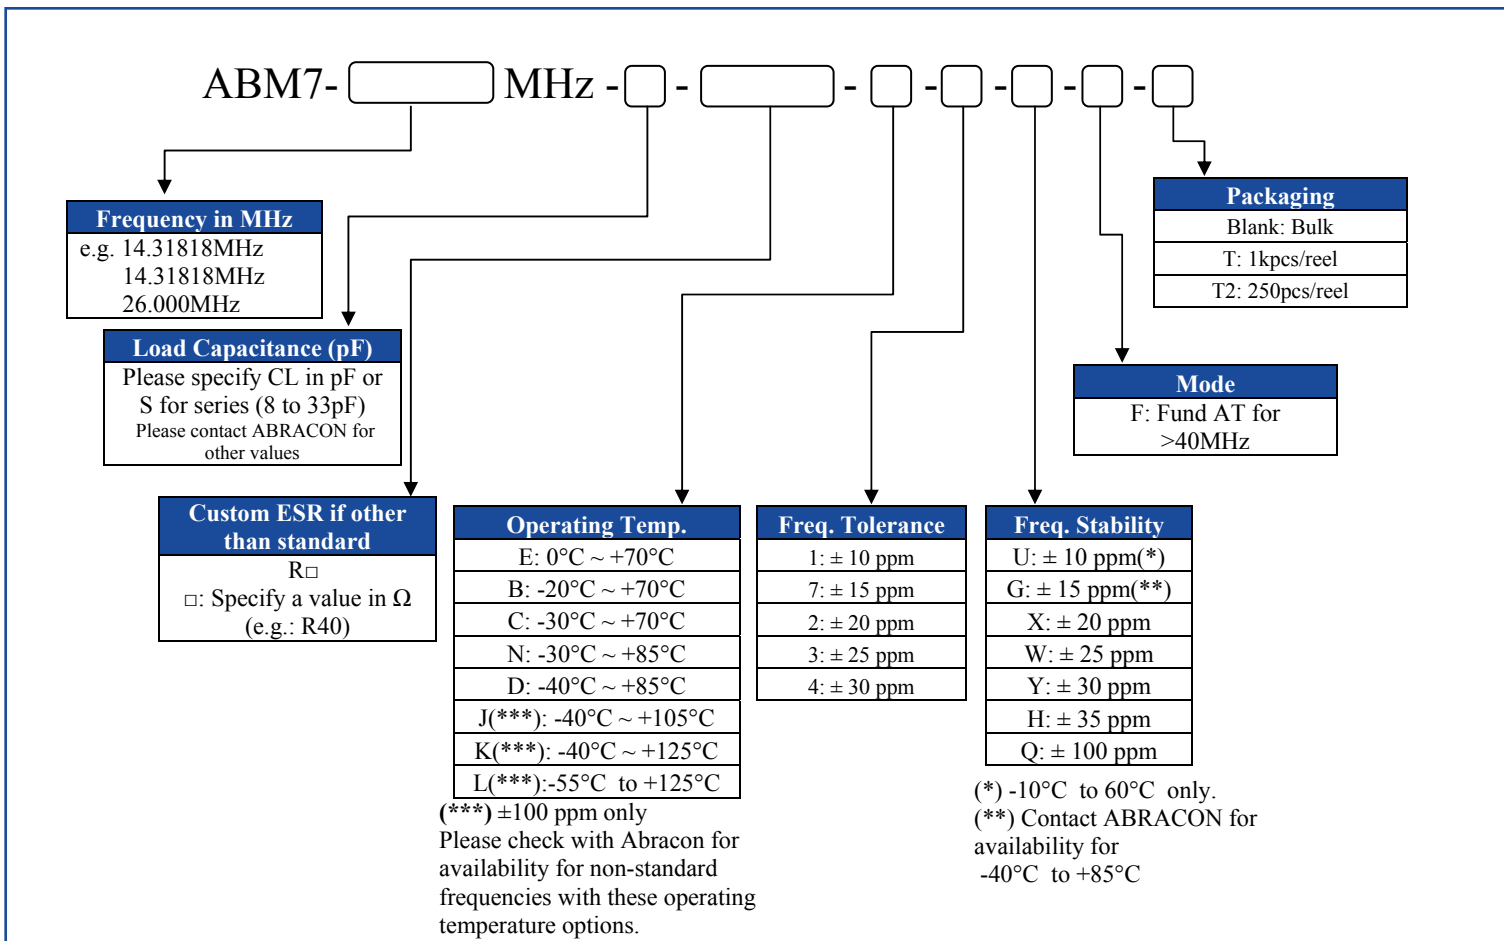 ABM7- MHz - - - - - - -
Frequency in MHz
e.g. 14.31818MHz
14.31818MHz
26.000MHz
Load Capacitance (pF)
Please specify CL in pF or
S for series (8 to 33pF)
Please contact ABRACON for
other values
Custom ESR if other
than standard
R□
□: Specify a value in Ω
(e.g.: R40)
Operating Temp.
E: 0°C ~ +70°C
B: -20°C ~ +70°C
C: -30°C ~ +70°C
N: -30°C ~ +85°C
D: -40°C ~ +85°C
J(***): -40°C ~ +105°C
K(***): -40°C ~ +125°C
L(***):-55°C to +125°C
(***) ±100 ppm only
Please check with Abracon for
availability for non-standard
frequencies with these operating
temperature options.
Freq. Tolerance
1: ± 10 ppm
7: ± 15 ppm
2: ± 20 ppm
3: ± 25 ppm
4: ± 30 ppm
Freq. Stability
U: ± 10 ppm(*)
G: ± 15 ppm(**)
X: ± 20 ppm
W: ± 25 ppm
Y: ± 30 ppm
H: ± 35 ppm
Q: ± 100 ppm
(*) -10°C to 60°C only.
(**) Contact ABRACON for
availability for
-40°C to +85°C
Mode
F: Fund AT for
>40MHz
Packaging
Blank: Bulk
T: 1kpcs/reel
T2: 250pcs/reel